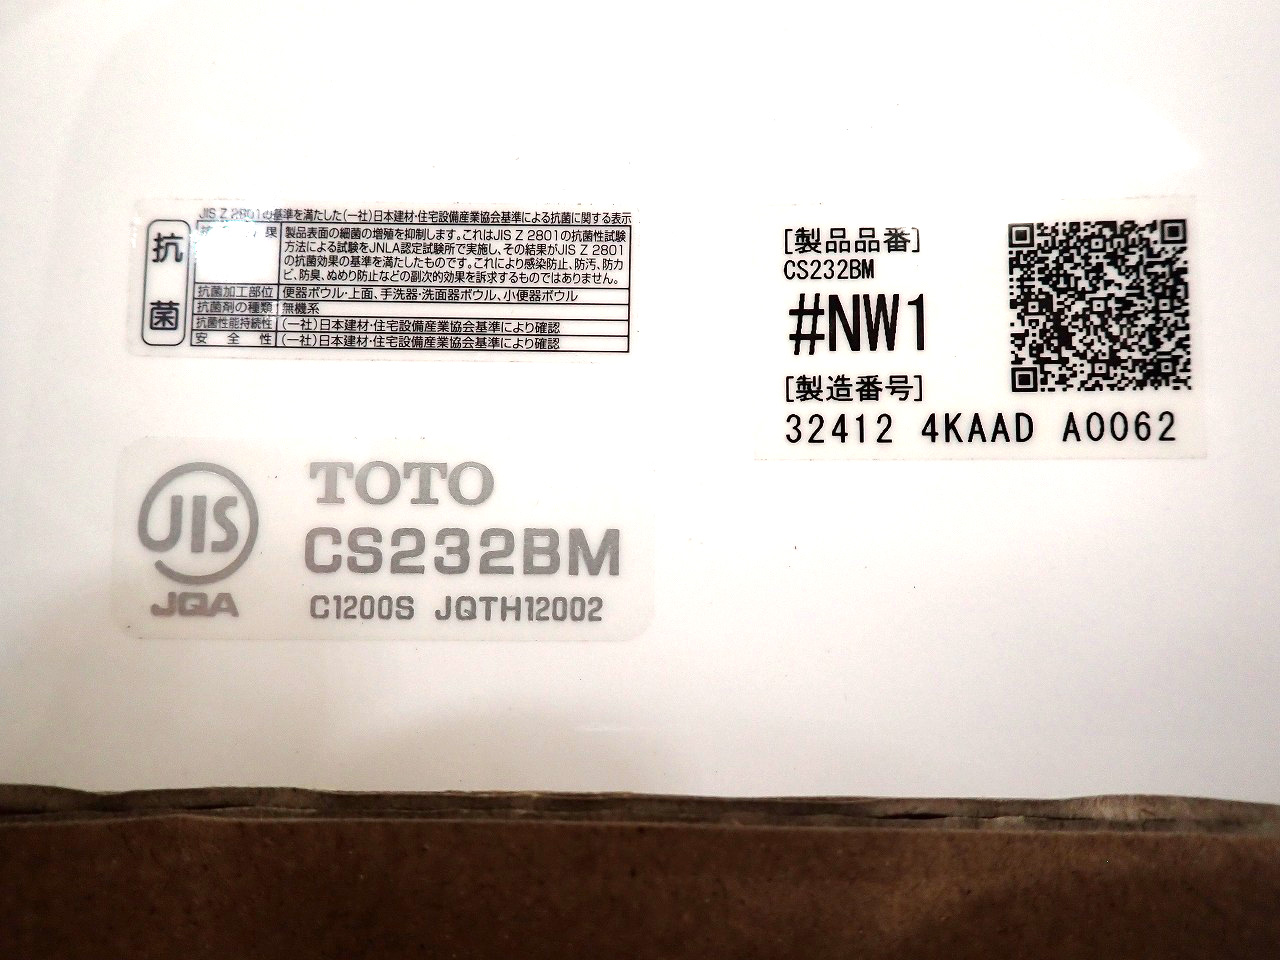 抗菌
JIS Z 2801の基準を満たした(一社)日本建材・住宅設備産業協会基準による抗菌に関する表示
果
製品表面の細菌の増殖を抑制します。これはJIS Z 2801の抗菌性試験
方法による試験をJNLA認定試験所で実施し、その結果がJIS Z 2801
の抗菌効果の基準を満たしたものです。これにより感染防止、防汚、防カ
ビ、防臭、ぬめり防止などの副次的効果を訴求するものではありません。
抗菌加工部位 便器ボウル・上面、手洗器・洗面器ボウル、小便器ボウル
抗菌剤の種類 無機系
抗菌性能持続性 (一社)日本建材・住宅設備産業協会基準により確認
安全性 (一社)日本建材・住宅設備産業協会基準により確認
[製品品番]
CS232BM
#NW1
[製造番号]
32412 4KAAD A0062
JIS
JQA
TOTO
CS232BM
C1200S JQTH12002